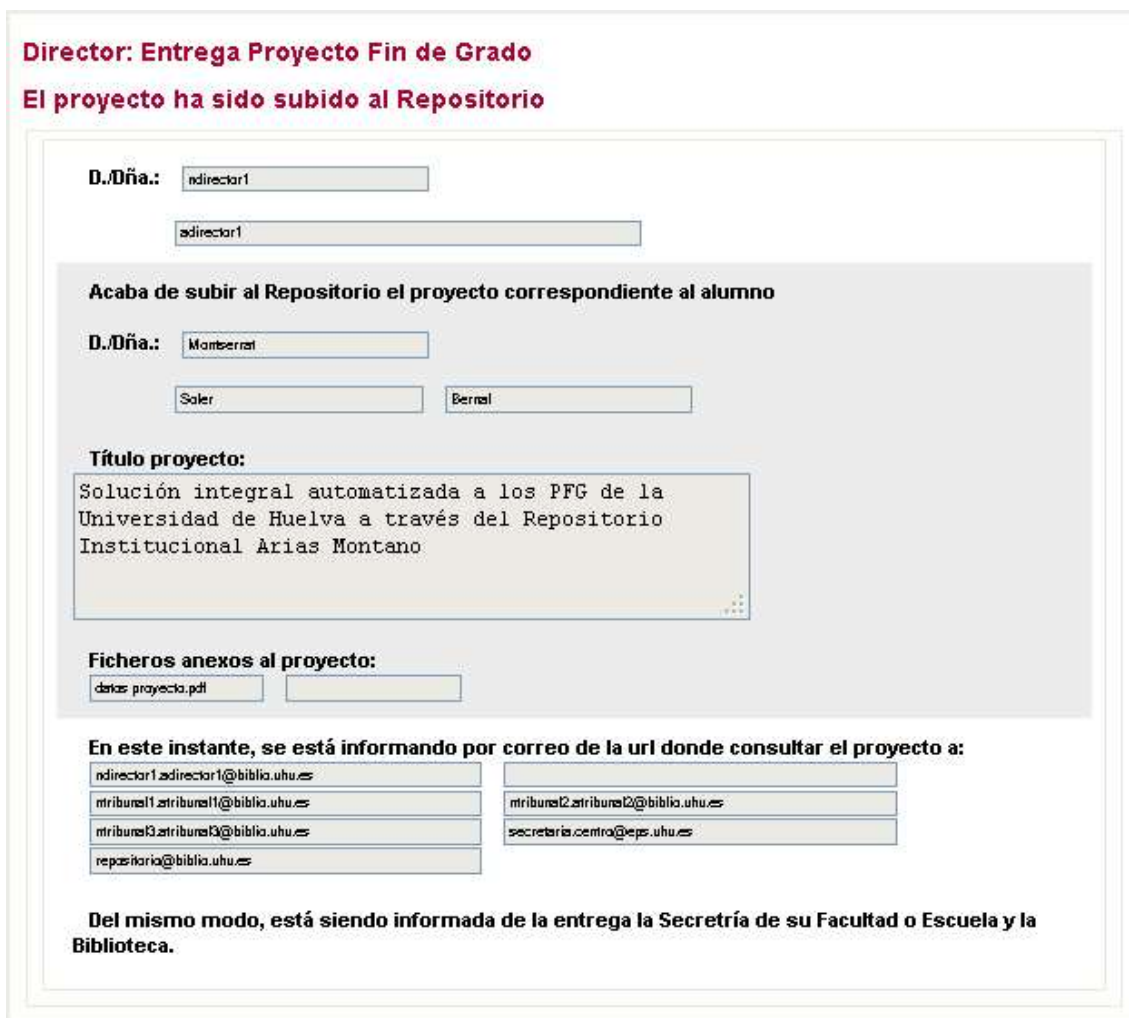 Director: Entrega Proyecto Fin de Grado
El proyecto ha sido subido al Repositorio
D./Dña.: ndirector1
adirector1
Acaba de subir al Repositorio el proyecto correspondiente al alumno
D./Dña.: Montserrat
Soler Bernal
Título proyecto:
Solución integral automatizada a los PFG de la
Universidad de Huelva a través del Repositorio
Institucional Arias Montano
Ficheros anexos al proyecto:
datos proyecto.pdf
En este instante, se está informando por correo de la url donde consultar el proyecto a:
ndirector1.adirector1@biblio.uhu.es
ntribunal1.atribunal1@biblio.uhu.es ntribunal2.atribunal2@biblio.uhu.es
ntribunal3.atribunal3@biblio.uhu.es secretaria.centro@eps.uhu.es
repositorio@biblio.uhu.es
Del mismo modo, está siendo informada de la entrega la Secretría de su Facultad o Escuela y la
Biblioteca.